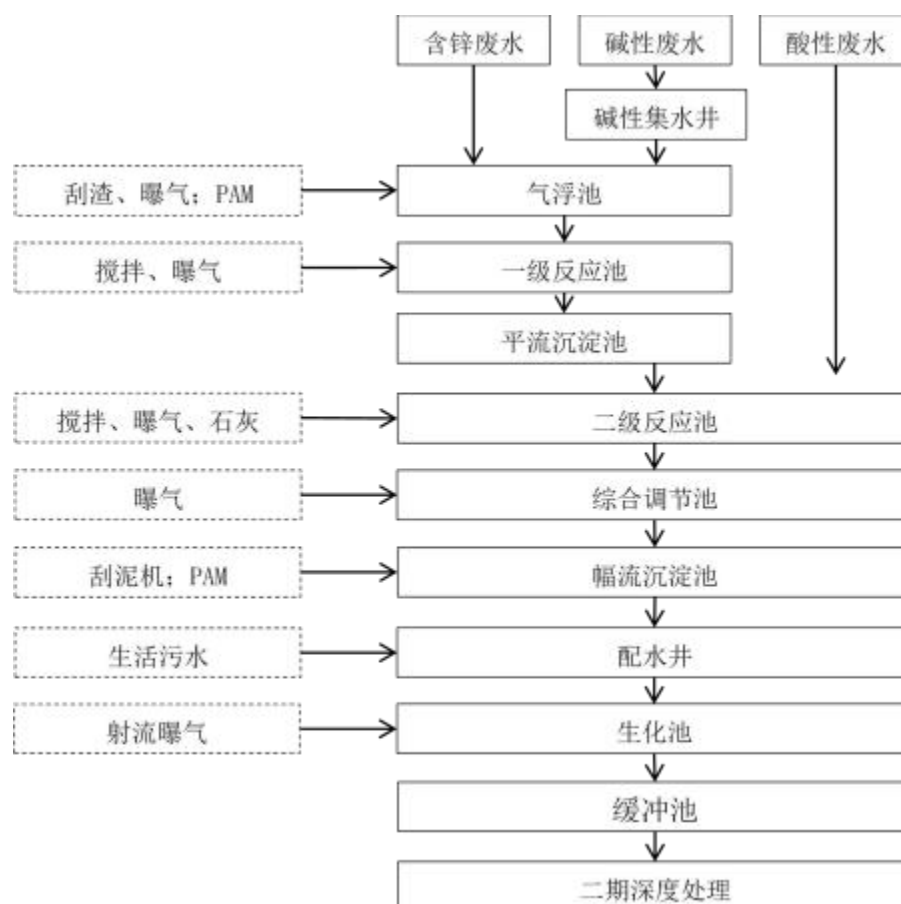 含锌废水
碱性废水
酸性废水
碱性集水井
刮渣、曝气；PAM
气浮池
搅拌、曝气
一级反应池
平流沉淀池
搅拌、曝气、石灰
二级反应池
曝气
综合调节池
刮泥机；PAM
幅流沉淀池
生活污水
配水井
射流曝气
生化池
缓冲池
二期深度处理